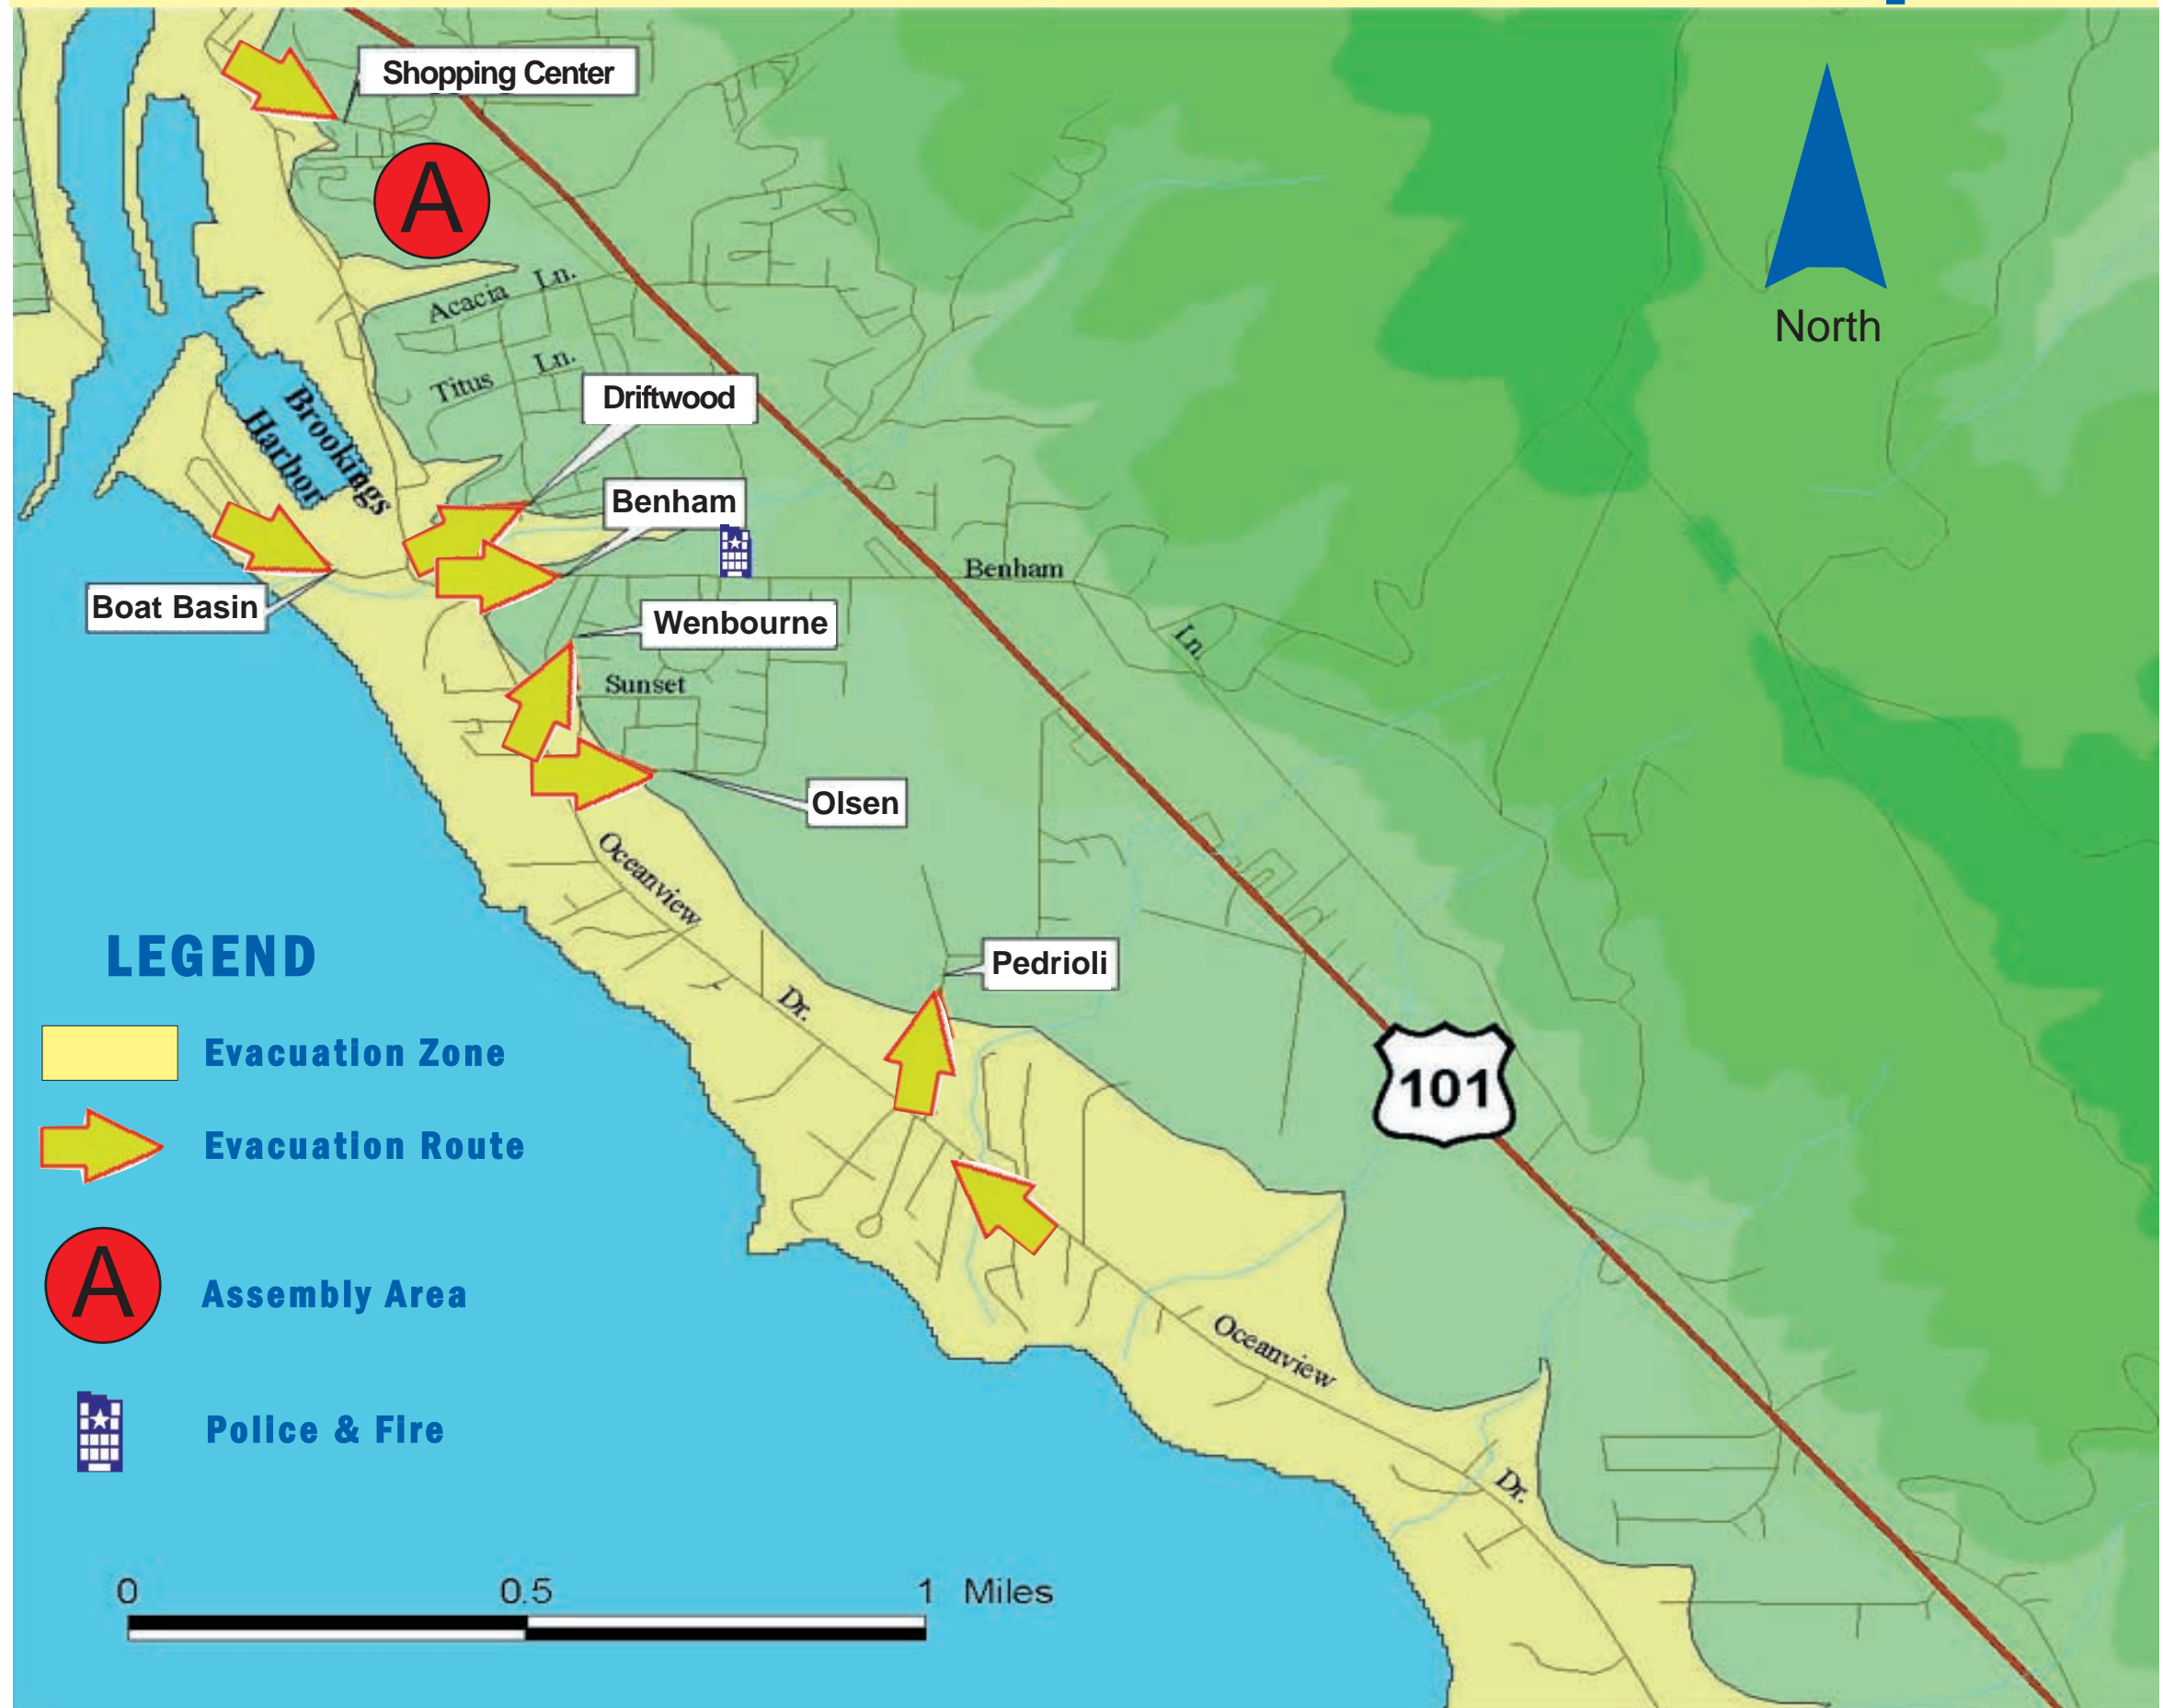 Shopping Center
A
North
Acacia Ln.
Titus Ln.
Driftwood
Brookings
Harbor
Benham
Benham
Ln.
Boat Basin
Wenbourne
Sunset
Olsen
Oceanview
Dr.
Pedrioli
101
Oceanview
Dr.
LEGEND
Evacuation Zone
Evacuation Route
A
Assembly Area
Police & Fire
0 0.5 1 Miles